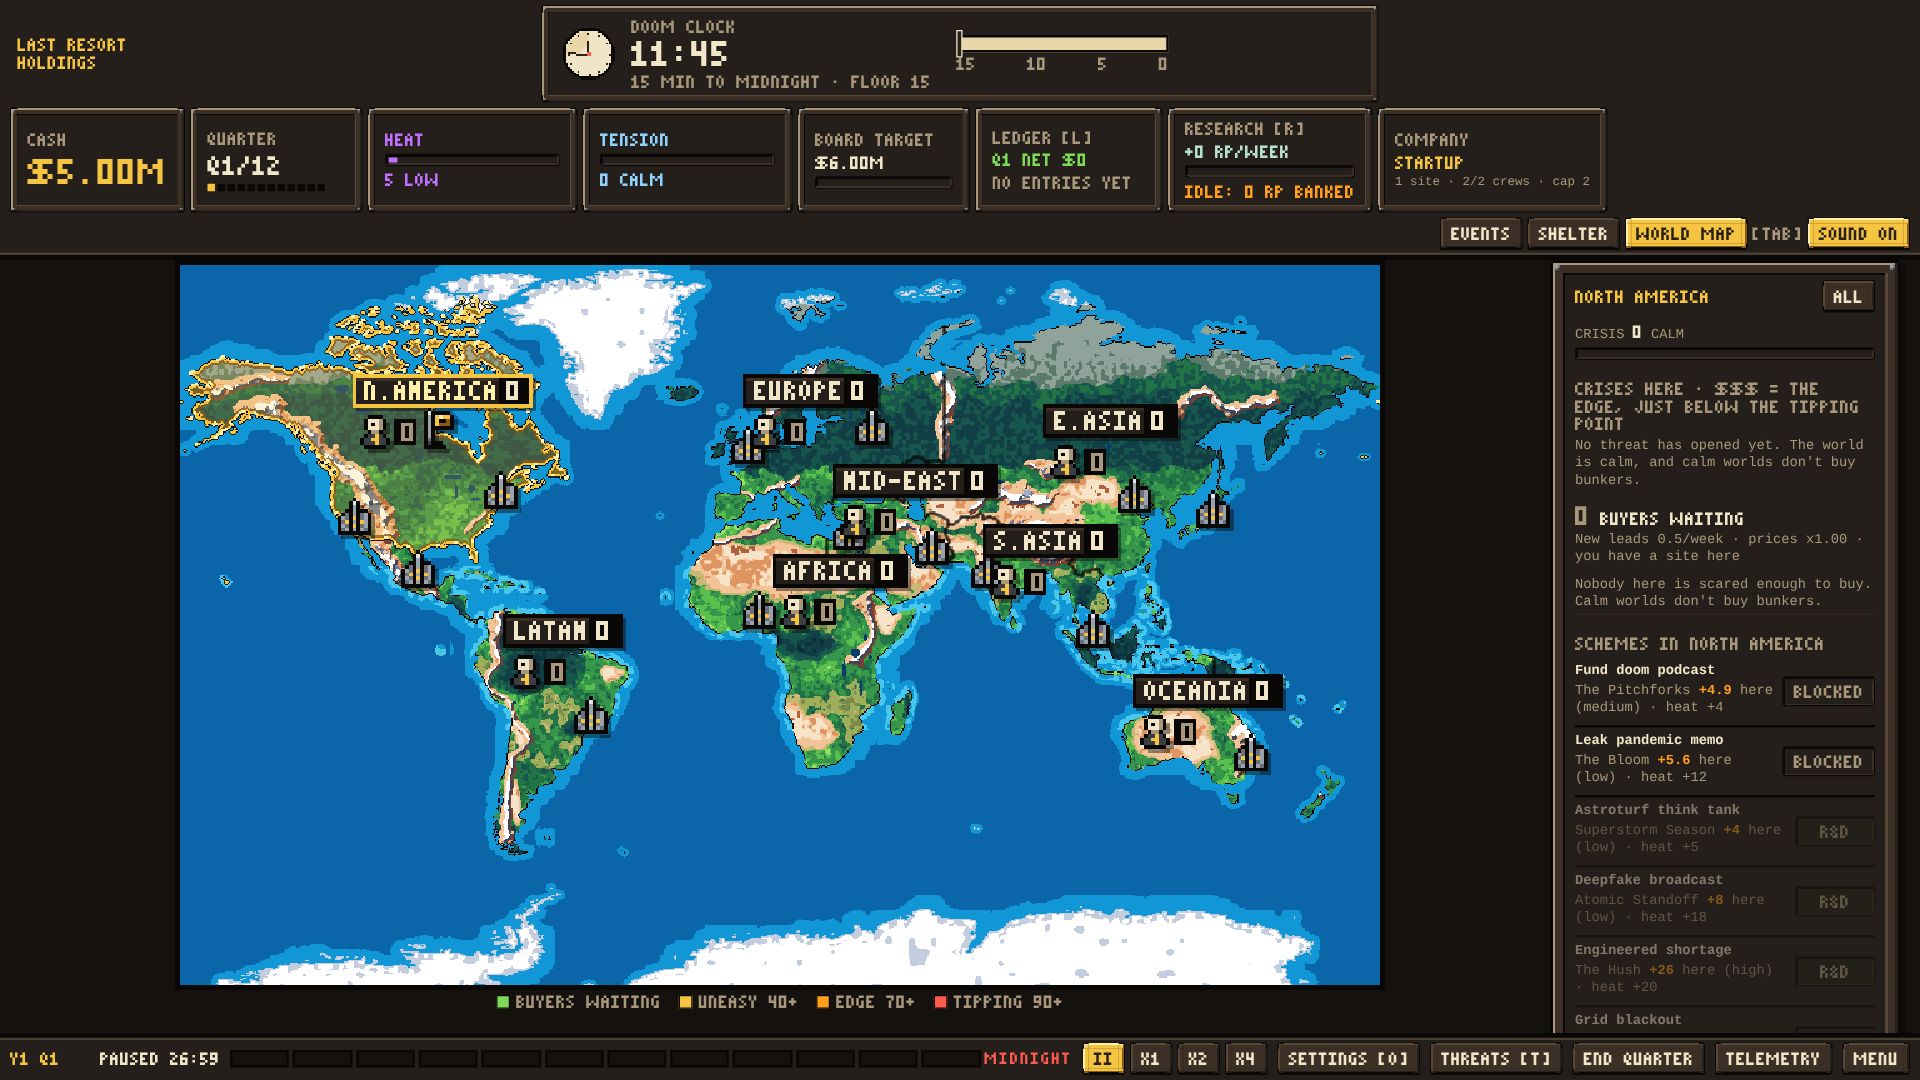 LAST RESORT
HOLDINGS
DOOM CLOCK
11:45
15 MIN TO MIDNIGHT · FLOOR 15
15 10 5 0
CASH
$5.00M
QUARTER
Q1/12
HEAT
5 LOW
TENSION
0 CALM
BOARD TARGET
$6.00M
LEDGER [L]
Q1 NET $0
NO ENTRIES YET
RESEARCH [R]
+0 RP/WEEK
IDLE: 0 RP BANKED
COMPANY
STARTUP
1 site · 2/2 crews · cap 2
EVENTS
SHELTER
WORLD MAP
[TAB]
SOUND ON
N.AMERICA 0
0
EUROPE 0
0
E.ASIA 0
0
MID-EAST 0
0
S.ASIA 0
0
AFRICA 0
0
LATAM 0
0
OCEANIA 0
0
BUYERS WAITING
UNEASY 40+
EDGE 70+
TIPPING 90+
NORTH AMERICA
ALL
CRISIS 0 CALM
CRISES HERE · $$$ = THE
EDGE, JUST BELOW THE TIPPING
POINT
No threat has opened yet. The world
is calm, and calm worlds don't buy
bunkers.
0 BUYERS WAITING
New leads 0.5/week · prices x1.00 ·
you have a site here
Nobody here is scared enough to buy.
Calm worlds don't buy bunkers.
SCHEMES IN NORTH AMERICA
Fund doom podcast
The Pitchforks +4.9 here
(medium) · heat +4
BLOCKED
Leak pandemic memo
The Bloom +5.6 here
(low) · heat +12
BLOCKED
Astroturf think tank
Superstorm Season +4 here
(low) · heat +5
R&D
Deepfake broadcast
Atomic Standoff +8 here
(low) · heat +18
R&D
Engineered shortage
The Hush +26 here (high)
· heat +20
R&D
Grid blackout
Y1 Q1
PAUSED 26:59
MIDNIGHT
II
X1
X2
X4
SETTINGS [O]
THREATS [T]
END QUARTER
TELEMETRY
MENU